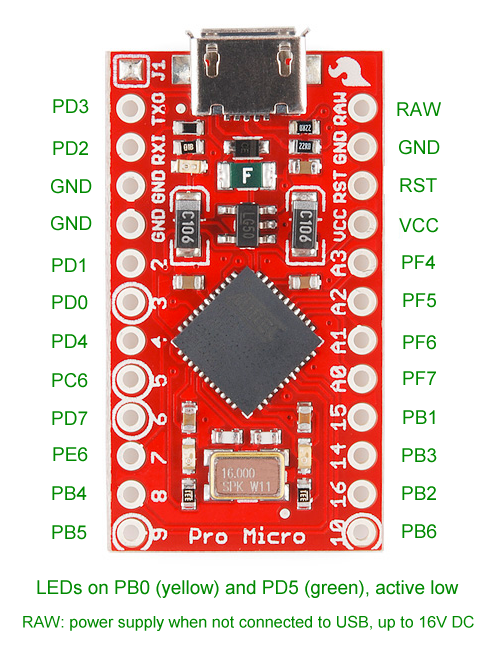 J1
PD3 TXO RAW RAW
PD2 RXI GND GND
GND GND RST RST
GND GND VCC VCC
PD1 2 A3 PF4
PD0 3 A2 PF5
PD4 4 A1 PF6
PC6 5 A0 PF7
PD7 6 15 PB1
PE6 7 14 PB3
PB4 8 16 PB2
PB5 9 10 PB6
F
C106 LG50 C106
16.000
SPK W11
Pro Micro
LEDs on PB0 (yellow) and PD5 (green), active low
RAW: power supply when not connected to USB, up to 16V DC